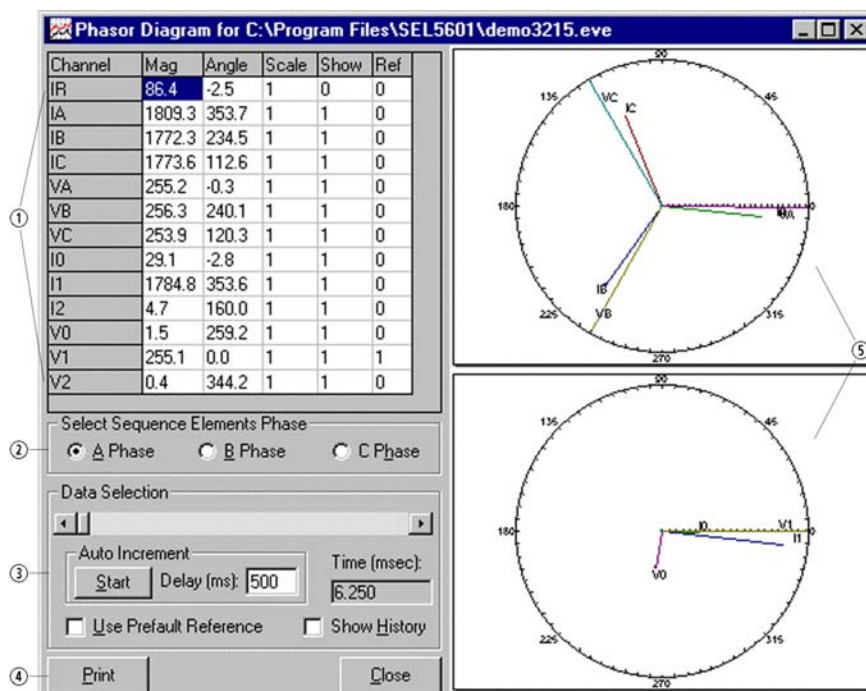 Phasor Diagram for C:\Program Files\SEL5601\demo3215.eve
Channel Mag Angle Scale Show Ref
IR 86.4 -2.5 1 0 0
IA 1809.3 353.7 1 1 0
IB 1772.3 234.5 1 1 0
IC 1773.6 112.6 1 1 0
VA 255.2 -0.3 1 1 0
VB 256.3 240.1 1 1 0
VC 253.9 120.3 1 1 0
I0 29.1 -2.8 1 1 0
I1 1784.8 353.6 1 1 0
I2 4.7 160.0 1 1 0
V0 1.5 259.2 1 1 0
V1 255.1 0.0 1 1 1
V2 0.4 344.2 1 1 0
1
Select Sequence Elements Phase
A Phase B Phase C Phase
2
Data Selection
Auto Increment
Start Delay (ms): 500
Time (msec):
6.250
Use Prefault Reference Show History
3
Print Close
4
90
135 45
VC IC
180 0
VA
IB
VB
225 315
270
5
90
135 45
180 I0 V1 0
I1
V0
225 315
270